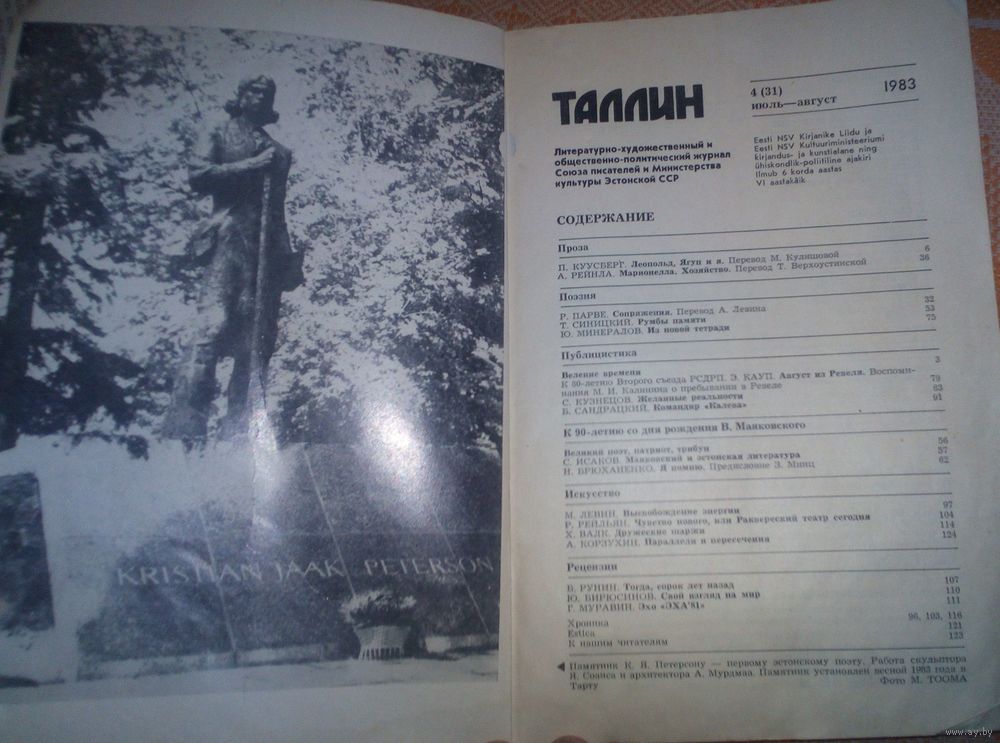 KRISTIAN JAAK PETERSON
ТАЛЛИН
4 (31)
июль—август
1983
Литературно-художественный и
общественно-политический журнал
Союза писателей и Министерства
культуры Эстонской ССР
Eesti NSV Kirjanike Liidu ja
Eesti NSV Kultuuriministeeriumi
kirjandus- ja kunstialane ning
ühiskondlik-poliitiline ajakiri
Ilmub 6 korda aastas
VI aastakäik
СОДЕРЖАНИЕ
Проза
П. КУУСБЕРГ. Леопольд, Ягуп и я. Перевод М. Кулишовой 6
А. РЕЙНЛА. Марионелла. Хозяйство. Перевод Т. Верхоустинской 36
Поэзия
Р. ПАРВЕ. Сопряжения. Перевод А. Левина 32
Т. СИНИЦКИЙ. Румбы памяти 53
Ю. МИНЕРАЛОВ. Из новой тетради 75
Публицистика
Веление времени 3
К 80-летию Второго съезда РСДРП. Э. КАУП. Август из Ревеля. Воспоми-
нания М. И. Калинина о пребывании в Ревеле 79
С. КУЗНЕЦОВ. Желанные реальности 83
Б. САНДРАЦКИЙ. Командир «Калева» 91
К 90-летию со дня рождения В. Маяковского
Великий поэт, патриот, трибун 56
С. ИСАКОВ. Маяковский и эстонская литература 57
Н. БРЮХАНЕНКО. Я помню. Предисловие З. Минц 62
Искусство
М. ЛЕВИН. Высвобождение энергии 97
Р. РЕЙЛЬЯН. Чувство нового, или Раквереский театр сегодня 104
Х. ВАЛК. Дружеские шаржи 114
А. КОРЗУХИН. Параллели и пересечения 124
Рецензии
В. РУНИН. Тогда, сорок лет назад 107
Ю. БИРЮСИНОВ. Свой взгляд на мир 110
Г. МУРАВИН. Эхо «ЭХА'81» 111
Хроника 96, 103, 116
Estica 121
К нашим читателям 123
Памятник К. Я. Петерсону — первому эстонскому поэту. Работа скульптора
Я. Соанса и архитектора А. Мурдмаа. Памятник установлен весной 1983 года в
Тарту Фото М. ТООМА
www.ay.by